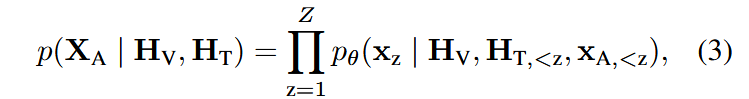 p(X_A | H_V, H_T) = ∏_{z=1}^{Z} p_θ(x_z | H_V, H_{T,<z}, x_{A,<z}), (3)